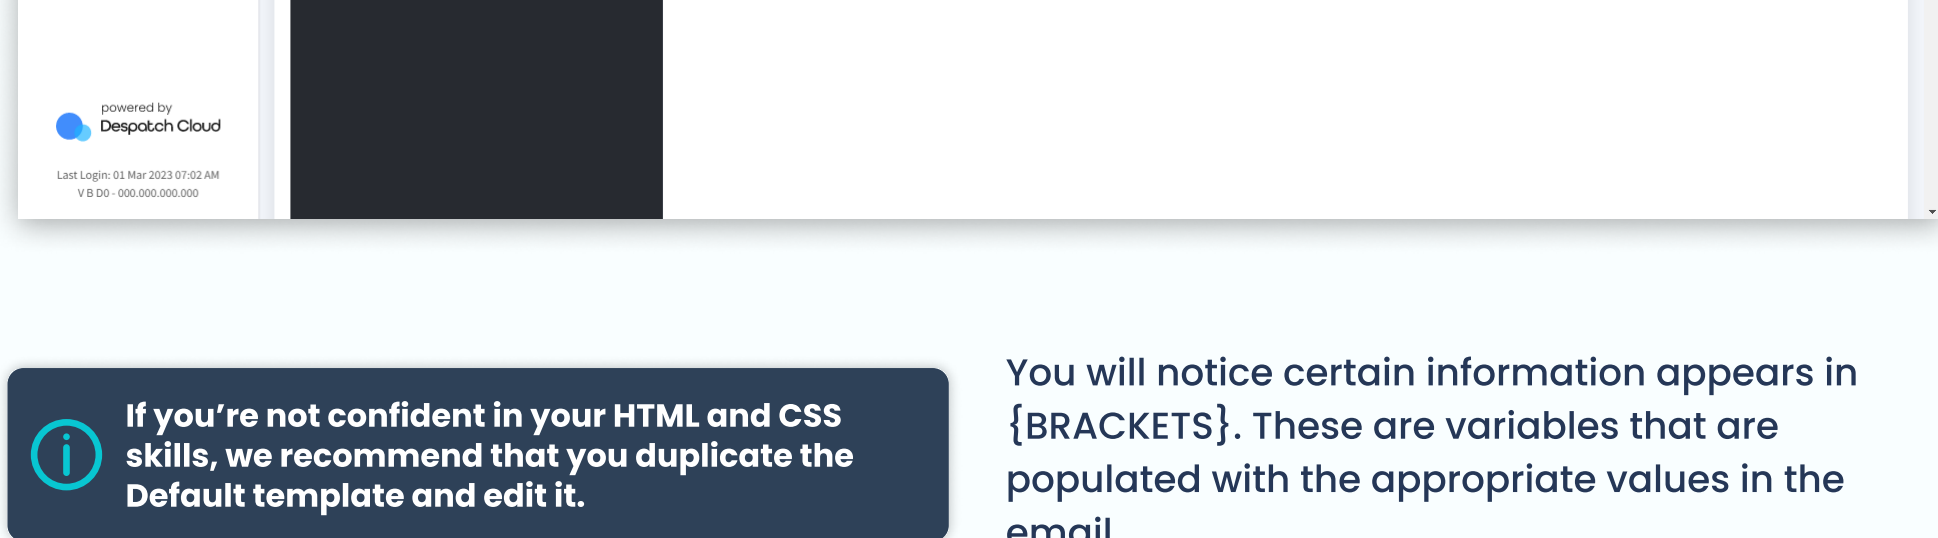 powered by
Despatch Cloud
Last Login: 01 Mar 2023 07:02 AM
V B D0 - 000.000.000.000
If you’re not confident in your HTML and CSS
skills, we recommend that you duplicate the
Default template and edit it.
You will notice certain information appears in
{BRACKETS}. These are variables that are
populated with the appropriate values in the
email